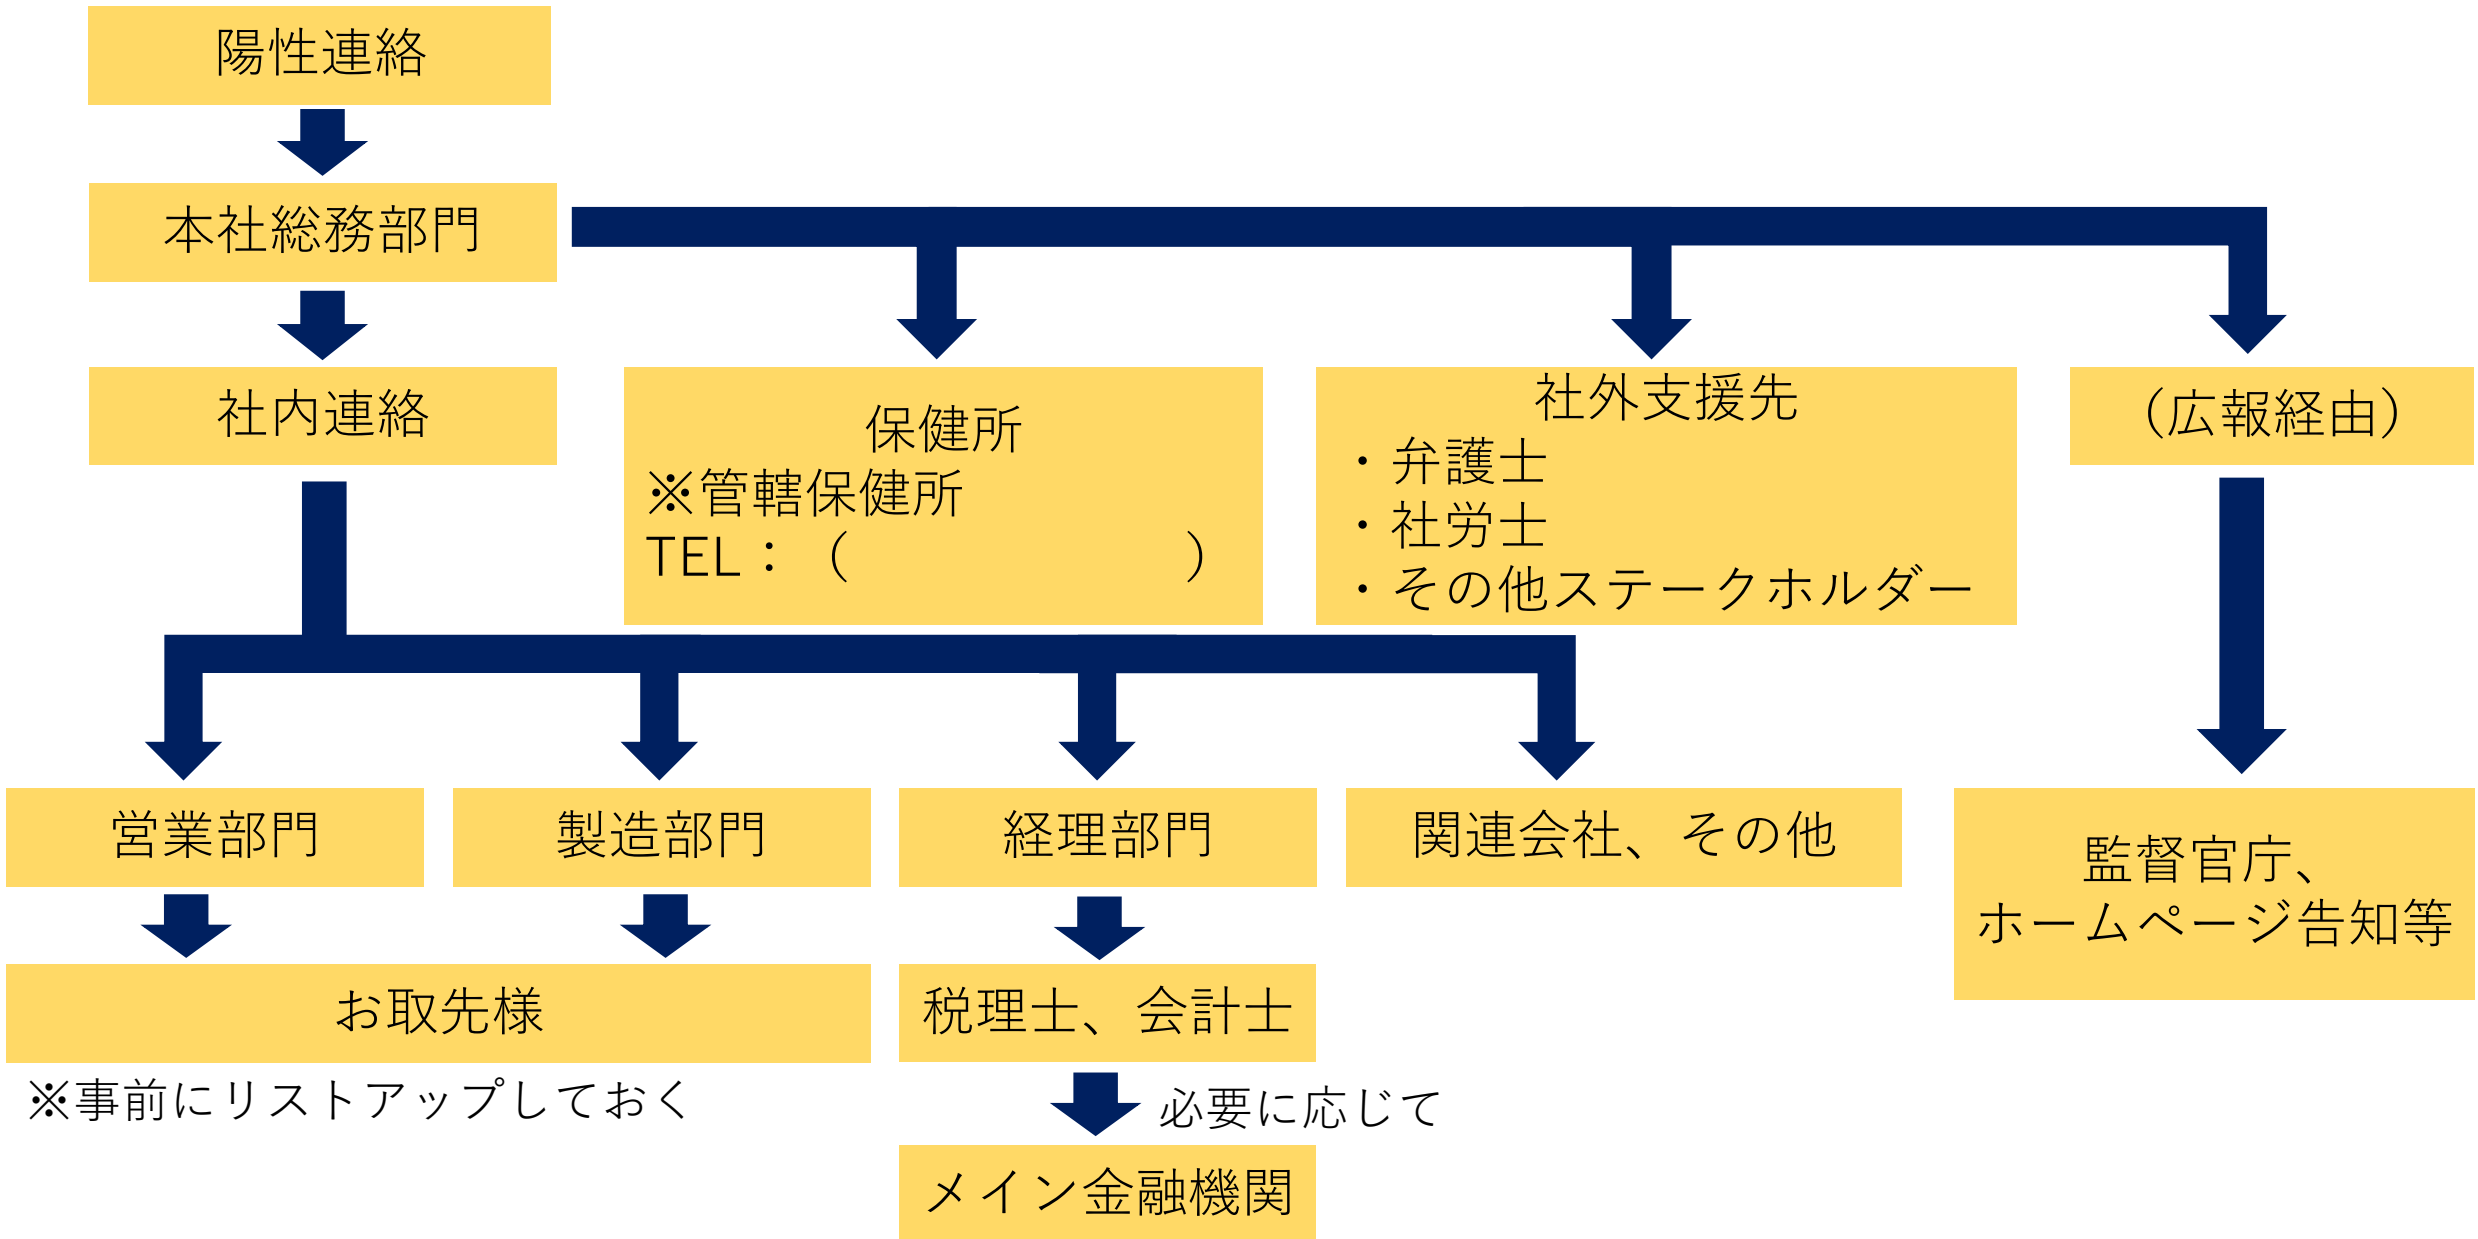 陽性連絡
本社総務部門
社内連絡
保健所
※管轄保健所
TEL：（　　　　　　）
社外支援先
・弁護士
・社労士
・その他ステークホルダー
（広報経由）
営業部門
製造部門
経理部門
関連会社、その他
監督官庁、
ホームページ告知等
お取先様
税理士、会計士
※事前にリストアップしておく
必要に応じて
メイン金融機関